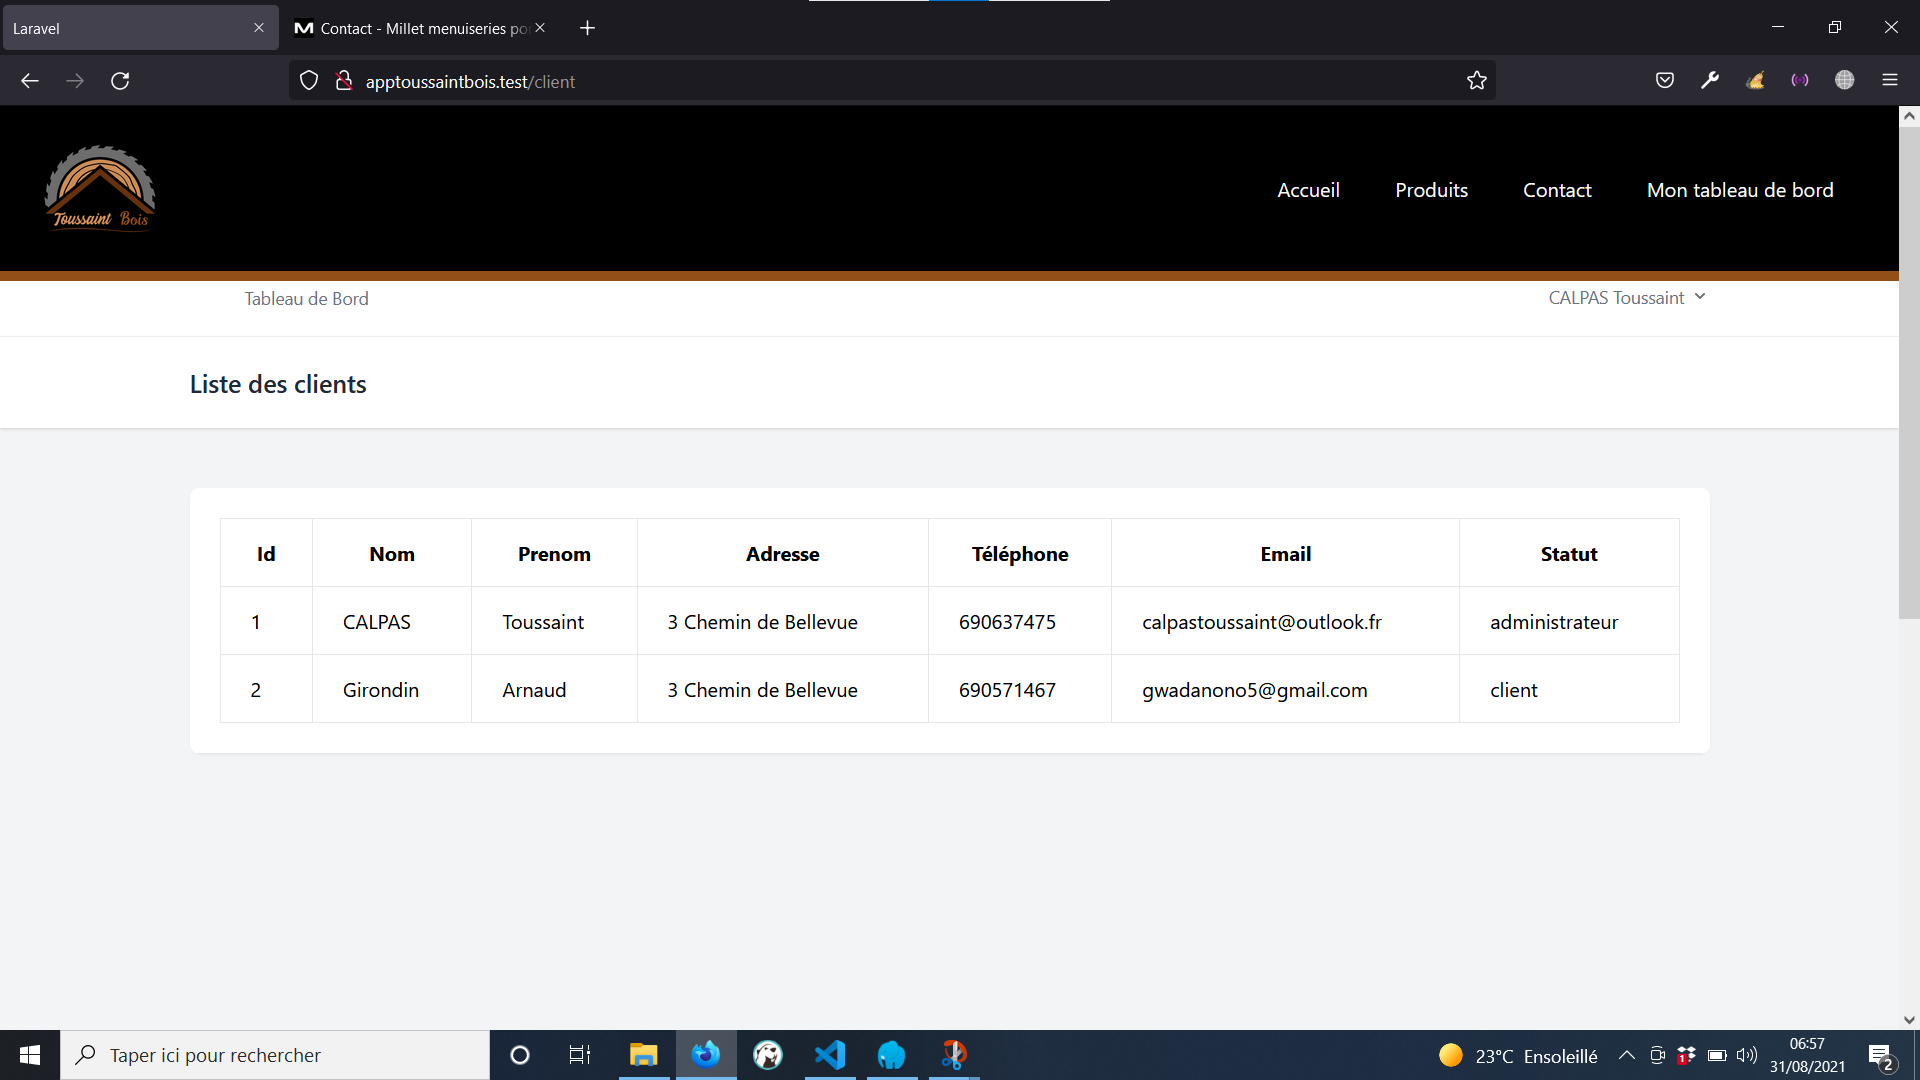 Laravel
Contact - Millet menuiseries po
apptoussaintbois.test/client
Toussaint Bois
Accueil Produits Contact Mon tableau de bord
Tableau de Bord
CALPAS Toussaint
Liste des clients
Id Nom Prenom Adresse Téléphone Email Statut
1 CALPAS Toussaint 3 Chemin de Bellevue 690637475 calpastoussaint@outlook.fr administrateur
2 Girondin Arnaud 3 Chemin de Bellevue 690571467 gwadanono5@gmail.com client
Taper ici pour rechercher
23°C Ensoleillé
1
06:57
31/08/2021
2